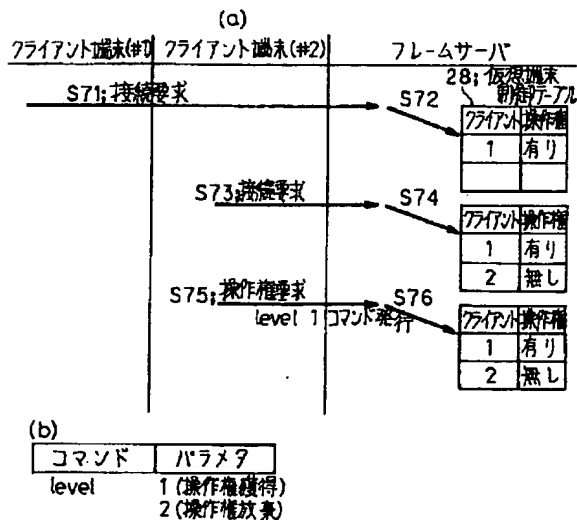 (a)
クライアント端末(#1) クライアント端末(#2) フレームサーバ
28;仮想端末
制御テーブル
S71;接続要求 S72
クライアント 操作権
1 有り
S73;接続要求 S74
クライアント 操作権
1 有り
2 無し
S75;操作権要求 S76
level 1 コマンド発行
クライアント 操作権
1 有り
2 無し
(b)
コマンド パラメタ
level 1 (操作権獲得)
2 (操作権放棄)